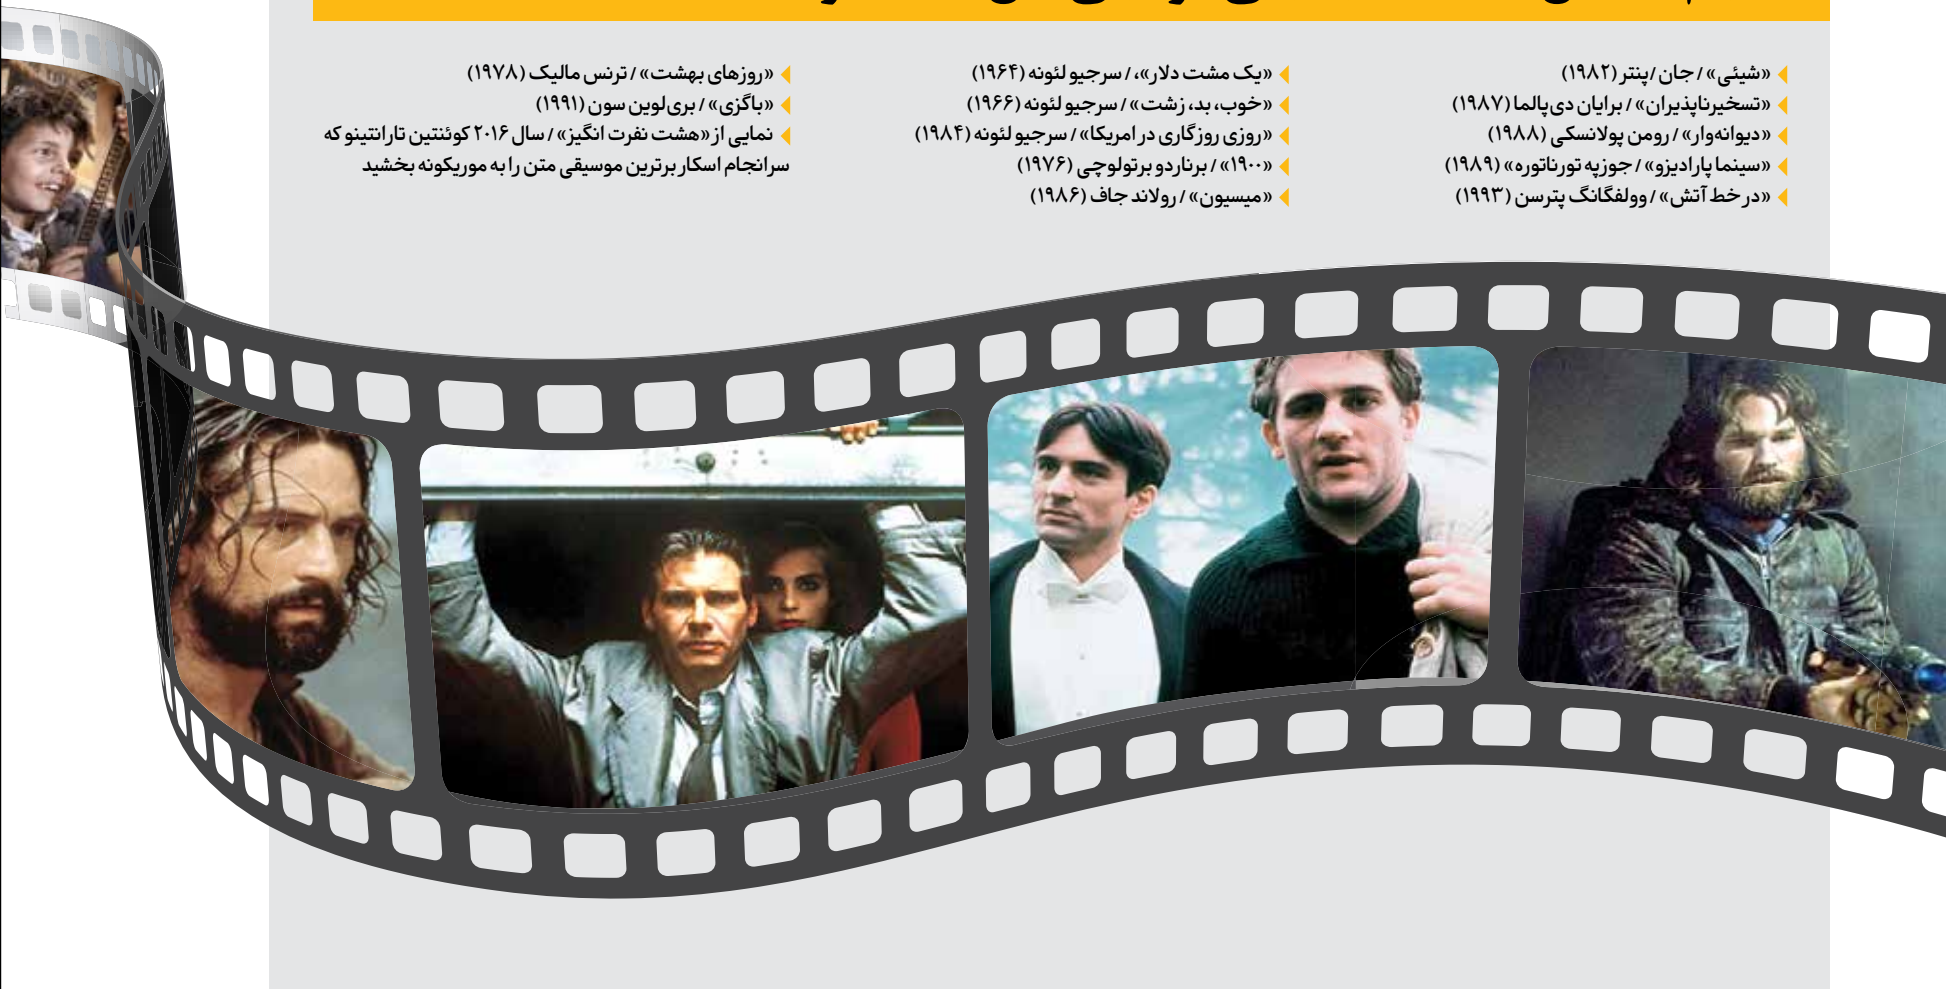 «شیئی» / جان /پنتر (۱۹۸۲)
«تسخیرناپذیران» / برایان دی‌پالما (۱۹۸۷)
«دیوانه‌وار» / رومن پولانسکی (۱۹۸۸)
«سینما پارادیزو» / جوزپه تورناتوره» (۱۹۸۹)
«در خط آتش» / وولفگانگ پترسن (۱۹۹۳)
«یک مشت دلار»، / سرجیو لئونه (۱۹۶۴)
«خوب، بد، زشت» / سرجیو لئونه (۱۹۶۶)
«روزی روزگاری در امریکا» / سرجیو لئونه (۱۹۸۴)
«۱۹۰۰» / برناردو برتولوچی (۱۹۷۶)
«میسیون» / رولاند جاف (۱۹۸۶)
«روزهای بهشت» / ترنس مالیک (۱۹۷۸)
«باگزی» / بری‌لوین سون (۱۹۹۱)
نمایی از «هشت نفرت انگیز» / سال ۲۰۱۶ کوئنتین تارانتینو که
سرانجام اسکار برترین موسیقی متن را به موریکونه بخشید